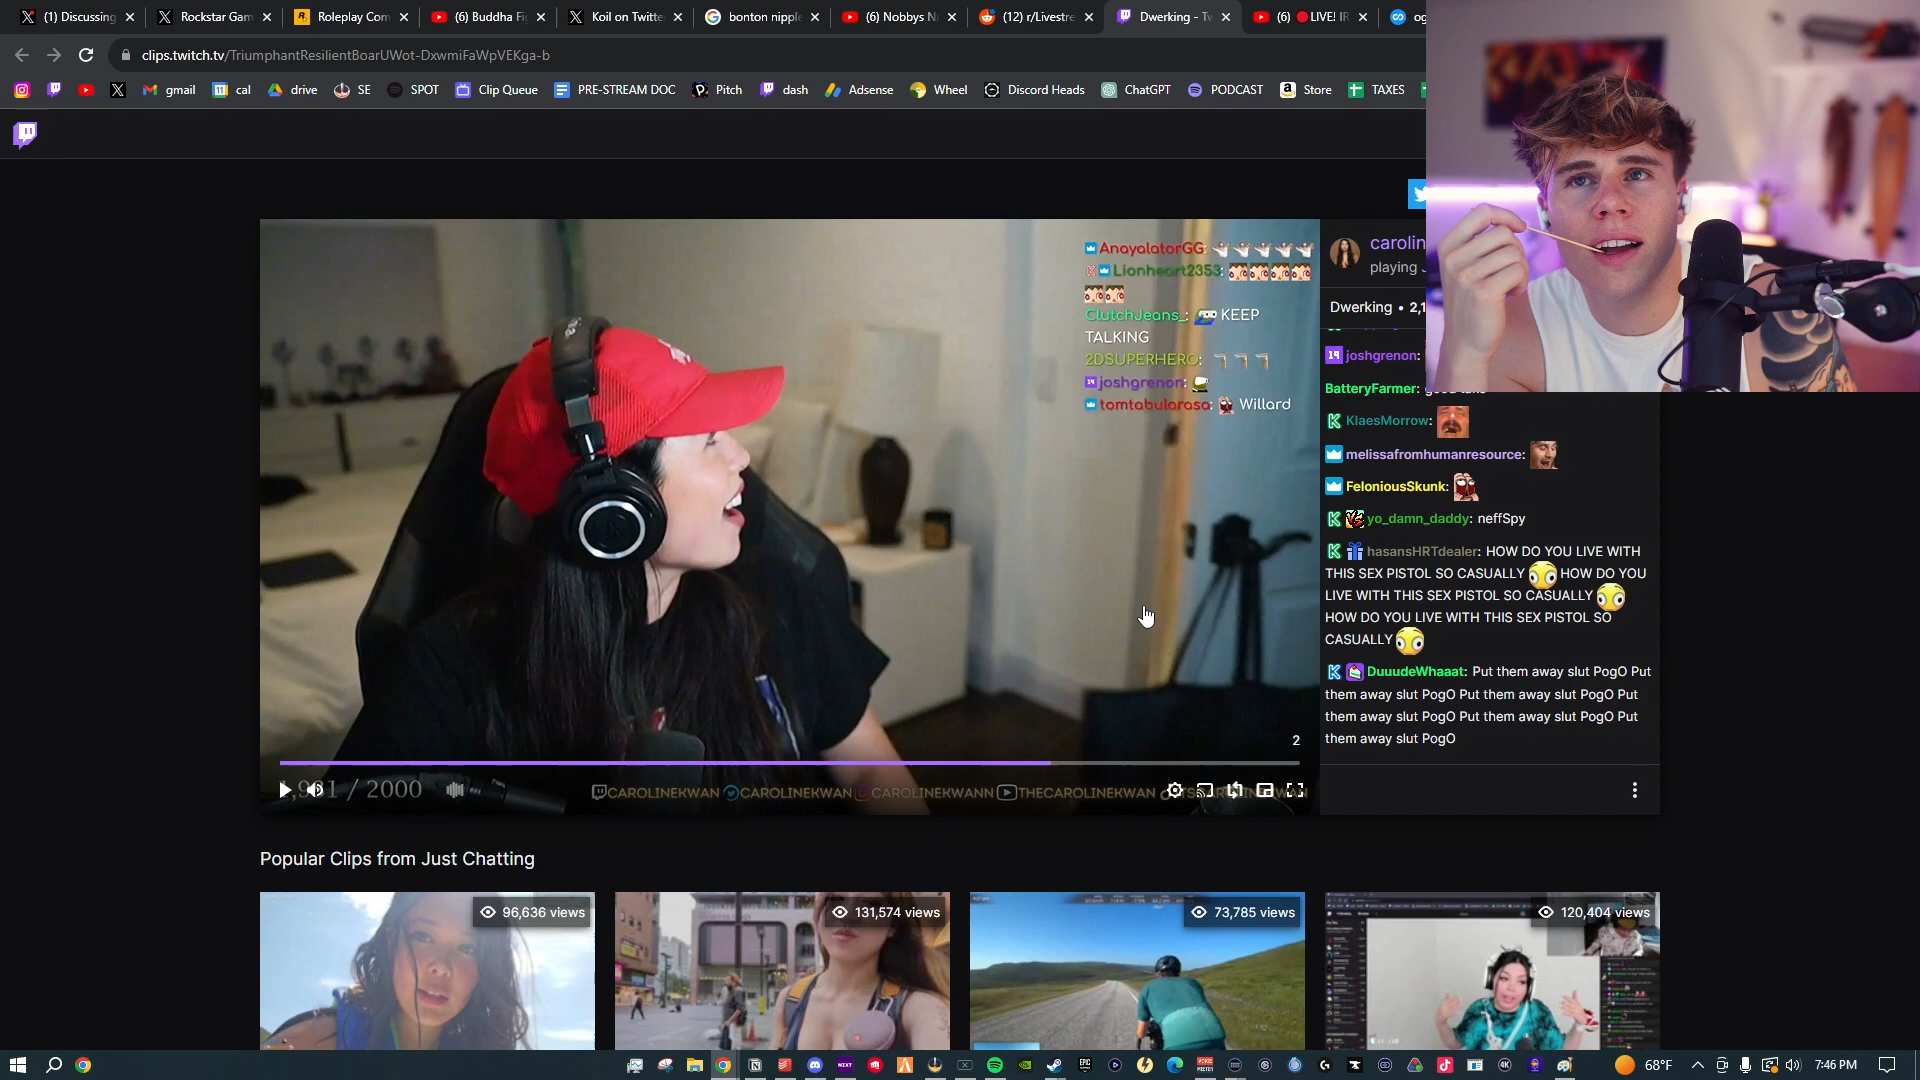 (1) Discussing
Rockstar Gam
Roleplay Com
(6) Buddha Fi
Koil on Twitte
bonton nipple
(6) Nobbys N
(12) r/Livestre
Dwerking - Tw
(6) LIVE! IR
og
clips.twitch.tv/TriumphantResilientBoarUWot-DxwmiFaWpVEKga-b
gmail
cal
drive
SE
SPOT
Clip Queue
PRE-STREAM DOC
Pitch
dash
Adsense
Wheel
Discord Heads
ChatGPT
PODCAST
Store
TAXES
AnayalatorGG:
Lionheart2353:
ClutchJeans_: KEEP
TALKING
2DSUPERHERO:
joshgrenon:
tomtabularasa: Willard
2
/ 2000
CAROLINEKWAN
CAROLINEKWAN
CAROLINEKWANN
THECAROLINEKWAN
carolin
playing J
Dwerking • 2,1
joshgrenon:
BatteryFarmer:
KlaesMorrow:
melissafromhumanresource:
FeloniousSkunk:
yo_damn_daddy: neffSpy
hasansHRTdealer: HOW DO YOU LIVE WITH
THIS SEX PISTOL SO CASUALLY HOW DO YOU
LIVE WITH THIS SEX PISTOL SO CASUALLY
HOW DO YOU LIVE WITH THIS SEX PISTOL SO
CASUALLY
DuuudeWhaaat: Put them away slut PogO Put
them away slut PogO Put them away slut PogO Put
them away slut PogO Put them away slut PogO Put
them away slut PogO
Popular Clips from Just Chatting
96,636 views
131,574 views
73,785 views
120,404 views
68°F
7:46 PM